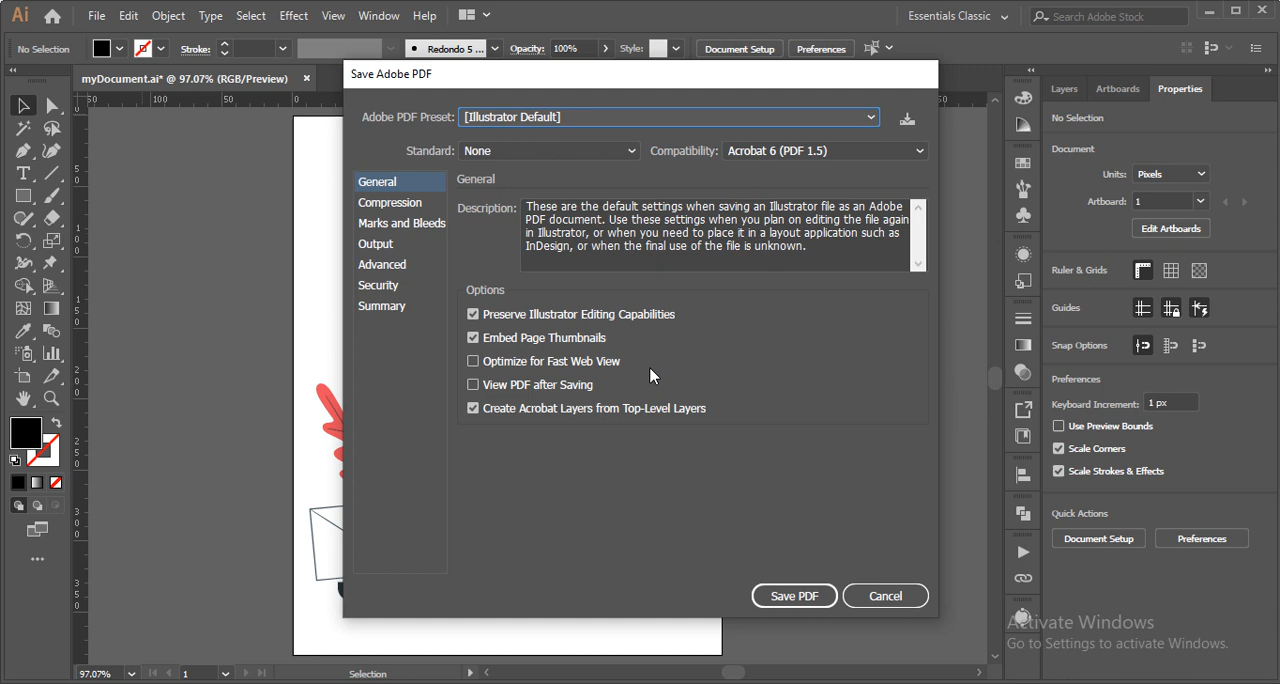 Ai File Edit Object Type Select Effect View Window Help Essentials Classic Search Adobe Stock
No Selection Stroke: Redondo 5 ... Opacity: 100% Style: Document Setup Preferences
myDocument.ai* @ 97.07% (RGB/Preview) ×
50 100 50 0
Save Adobe PDF
Adobe PDF Preset: [Illustrator Default]
Standard: None Compatibility: Acrobat 6 (PDF 1.5)
General
Compression
Marks and Bleeds
Output
Advanced
Security
Summary
General
Description: These are the default settings when saving an Illustrator file as an Adobe
PDF document. Use these settings when you plan on editing the file again
in Illustrator, or when you need to place it in a layout application such as
InDesign, or when the final use of the file is unknown.
Options
Preserve Illustrator Editing Capabilities
Embed Page Thumbnails
Optimize for Fast Web View
View PDF after Saving
Create Acrobat Layers from Top-Level Layers
Save PDF Cancel
Layers Artboards Properties
No Selection
Document
Units: Pixels
Artboard: 1
Edit Artboards
Ruler & Grids
Guides
Snap Options
Preferences
Keyboard Increment: 1 px
Use Preview Bounds
Scale Corners
Scale Strokes & Effects
Quick Actions
Document Setup Preferences
Activate Windows
Go to Settings to activate Windows.
97.07% 1 Selection